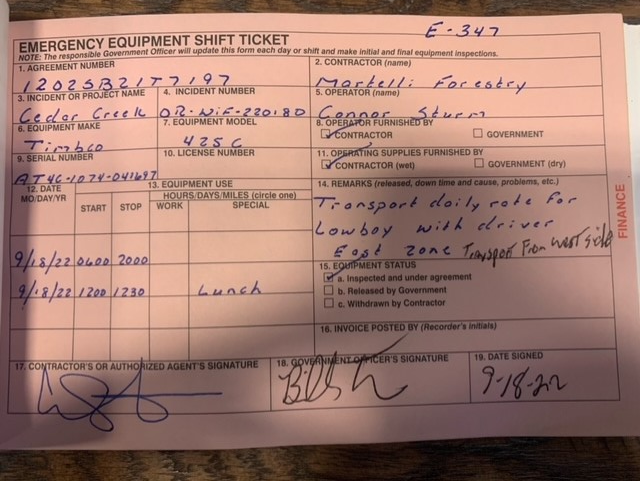 E-347
EMERGENCY EQUIPMENT SHIFT TICKET
NOTE: The responsible Government Officer will update this form each day or shift and make initial and final equipment inspections.
1. AGREEMENT NUMBER
1202SB21T7197
2. CONTRACTOR (name)
Martelli Forestry
3. INCIDENT OR PROJECT NAME
Cedar Creek
4. INCIDENT NUMBER
OR-WIF-220180
5. OPERATOR (name)
Connor Sturm
6. EQUIPMENT MAKE
Timbco
7. EQUIPMENT MODEL
425C
8. OPERATOR FURNISHED BY
CONTRACTOR
GOVERNMENT
9. SERIAL NUMBER
AT4C-1074-041697
10. LICENSE NUMBER
11. OPERATING SUPPLIES FURNISHED BY
CONTRACTOR (wet)
GOVERNMENT (dry)
12. DATE
MO/DAY/YR
13. EQUIPMENT USE
HOURS/DAYS/MILES (circle one)
START STOP WORK SPECIAL
9/18/22 0600 2000
9/18/22 1200 1230 Lunch
14. REMARKS (released, down time and cause, problems, etc.)
Transport daily rate for
Lowboy with driver
East zone Transport From west side
15. EQUIPMENT STATUS
a. Inspected and under agreement
b. Released by Government
c. Withdrawn by Contractor
16. INVOICE POSTED BY (Recorder's initials)
17. CONTRACTOR'S OR AUTHORIZED AGENT'S SIGNATURE
18. GOVERNMENT OFFICER'S SIGNATURE
19. DATE SIGNED
9-18-22
FINANCE